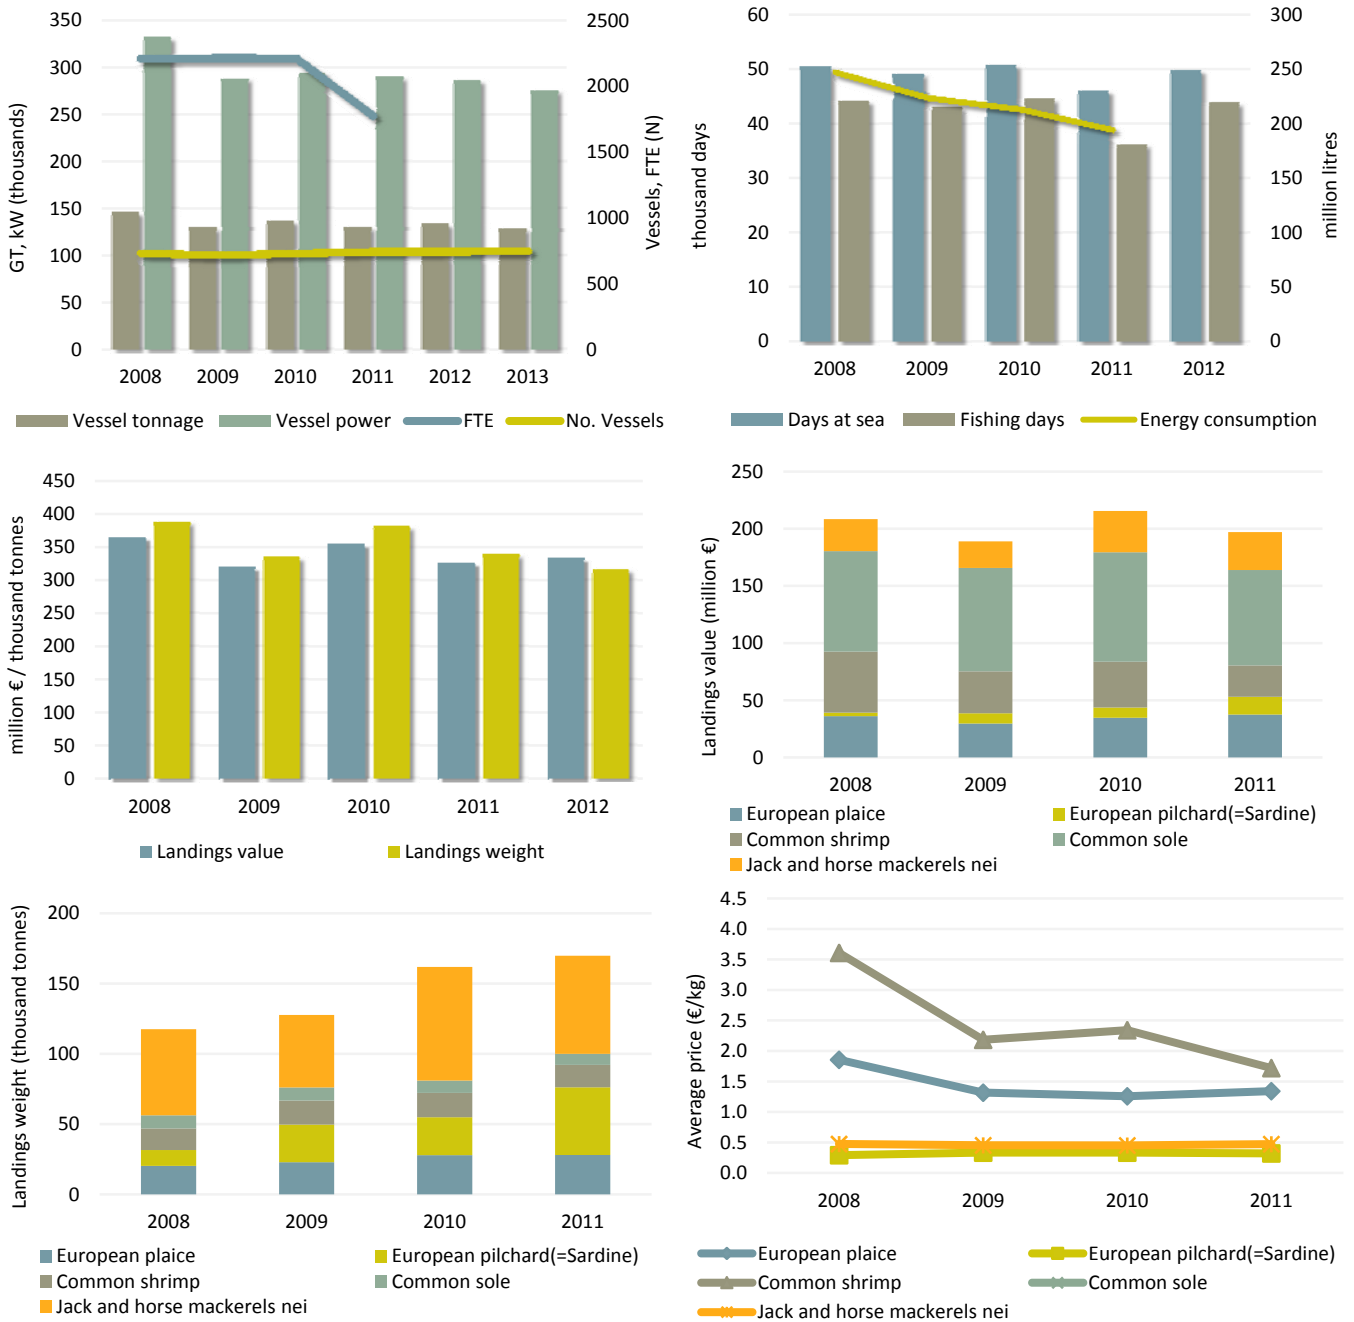 350
300
250
200
150
100
50
0
GT, kW (thousands)
2500
2000
1500
1000
500
0
Vessels, FTE (N)
2008 2009 2010 2011 2012 2013
Vessel tonnage Vessel power FTE No. Vessels
60
50
40
30
20
10
0
thousand days
300
250
200
150
100
50
0
million litres
2008 2009 2010 2011 2012
Days at sea Fishing days Energy consumption
450
400
350
300
250
200
150
100
50
0
million € / thousand tonnes
2008 2009 2010 2011 2012
Landings value Landings weight
250
200
150
100
50
0
Landings value (million €)
2008 2009 2010 2011
European plaice European pilchard(=Sardine)
Common shrimp Common sole
Jack and horse mackerels nei
200
150
100
50
0
Landings weight (thousand tonnes)
2008 2009 2010 2011
European plaice European pilchard(=Sardine)
Common shrimp Common sole
Jack and horse mackerels nei
4.5
4.0
3.5
3.0
2.5
2.0
1.5
1.0
0.5
0.0
Average price (€/kg)
2008 2009 2010 2011
European plaice European pilchard(=Sardine)
Common shrimp Common sole
Jack and horse mackerels nei